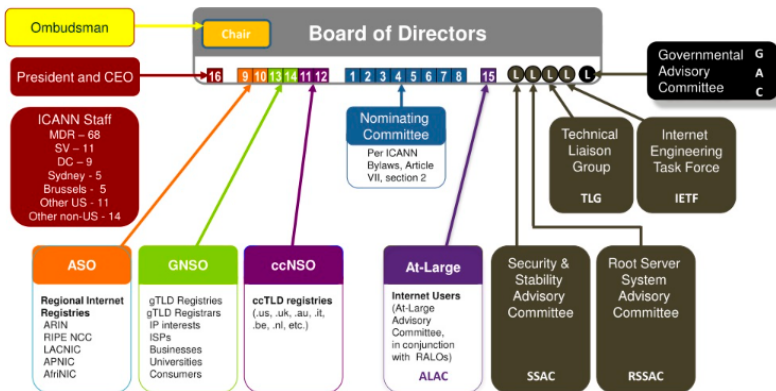 Ombudsman
Chair
Board of Directors
President and CEO
16
9 10 13 14 11 12
1 2 3 4 5 6 7 8
15
L L L L L
Governmental
Advisory
Committee
G
A
C
ICANN Staff
MDR – 68
SV – 11
DC – 9
Sydney - 5
Brussels - 5
Other US - 11
Other non-US - 14
Nominating
Committee
Per ICANN
Bylaws, Article
VII, section 2
Technical
Liaison
Group
TLG
Internet
Engineering
Task Force
IETF
ASO
Regional Internet
Registries
ARIN
RIPE NCC
LACNIC
APNIC
AfriNIC
GNSO
gTLD Registries
gTLD Registrars
IP interests
ISPs
Businesses
Universities
Consumers
ccNSO
ccTLD registries
(.us, .uk, .au, .it,
.be, .nl, etc.)
At-Large
Internet Users
(At-Large
Advisory
Committee,
in conjunction
with RALOs)
ALAC
Security &
Stability
Advisory
Committee
SSAC
Root Server
System
Advisory
Committee
RSSAC